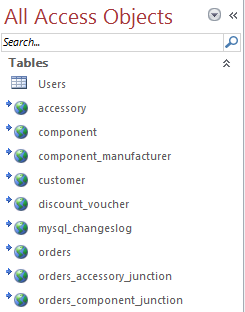 All Access Objects
Search...
Tables
Users
accessory
component
component_manufacturer
customer
discount_voucher
mysql_changeslog
orders
orders_accessory_junction
orders_component_junction